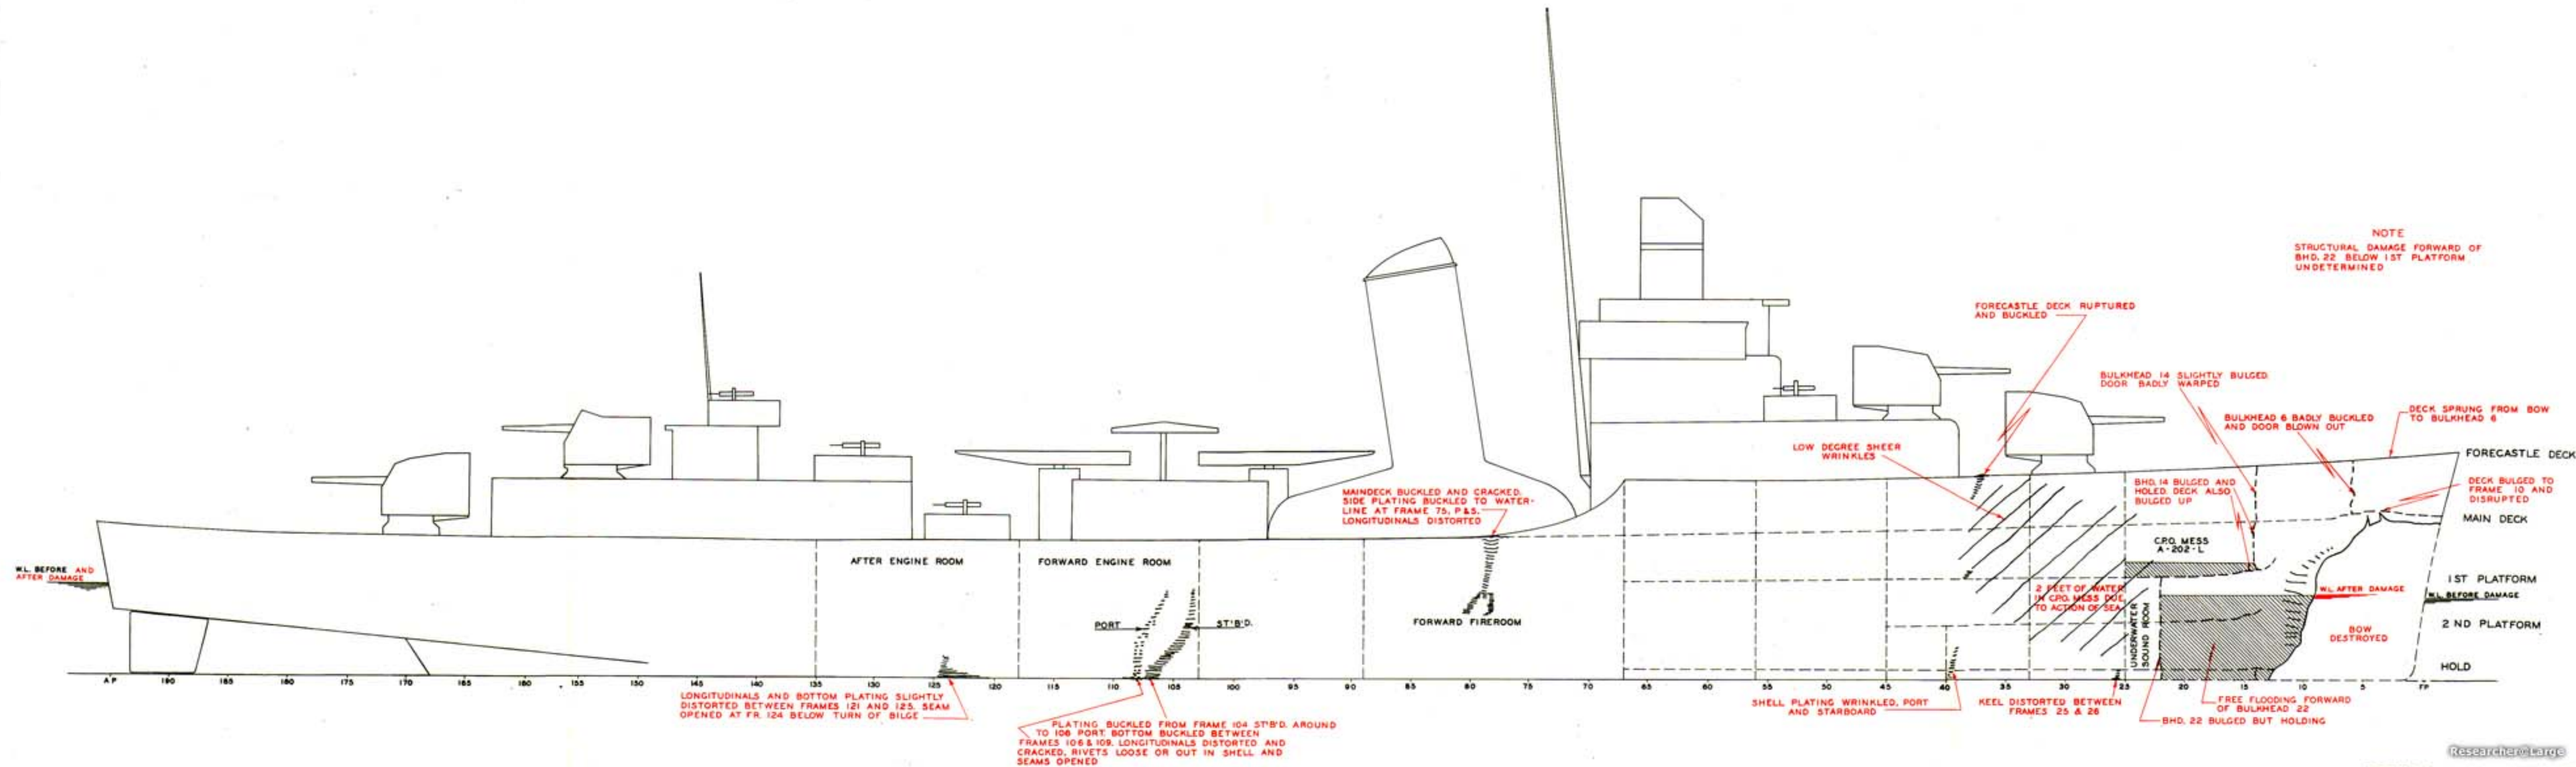 NOTE
STRUCTURAL DAMAGE FORWARD OF
BHD. 22 BELOW 1ST PLATFORM
UNDETERMINED
FORECASTLE DECK RUPTURED
AND BUCKLED
BULKHEAD 14 SLIGHTLY BULGED.
DOOR BADLY WARPED
BULKHEAD 6 BADLY BUCKLED
AND DOOR BLOWN OUT
DECK SPRUNG FROM BOW
TO BULKHEAD 6
LOW DEGREE SHEER
WRINKLES
FORECASTLE DECK
MAINDECK BUCKLED AND CRACKED.
SIDE PLATING BUCKLED TO WATER-
LINE AT FRAME 75, P & S.
LONGITUDINALS DISTORTED
BHD. 14 BULGED AND
HOLED. DECK ALSO
BULGED UP
DECK BULGED TO
FRAME 10 AND
DISRUPTED
MAIN DECK
C.P.O. MESS
A-202-L
AFTER ENGINE ROOM
FORWARD ENGINE ROOM
W.L. BEFORE AND
AFTER DAMAGE
1ST PLATFORM
2 FEET OF WATER
IN C.P.O. MESS DUE
TO ACTION OF SEA
W.L. AFTER DAMAGE
W.L. BEFORE DAMAGE
PORT
ST'B'D.
FORWARD FIREROOM
UNDERWATER
SOUND ROOM
2 ND PLATFORM
BOW
DESTROYED
HOLD
A P 190 185 180 175 170 165 160 155 150 145 140 135 130 125 120 115 110 105 100 95 90 85 80 75 70 65 60 55 50 45 40 35 30 25 20 15 10 5 F P
LONGITUDINALS AND BOTTOM PLATING SLIGHTLY
DISTORTED BETWEEN FRAMES 121 AND 125. SEAM
OPENED AT FR. 124 BELOW TURN OF BILGE
PLATING BUCKLED FROM FRAME 104 ST'B'D. AROUND
TO 108 PORT. BOTTOM BUCKLED BETWEEN
FRAMES 106 & 109. LONGITUDINALS DISTORTED AND
CRACKED, RIVETS LOOSE OR OUT IN SHELL AND
SEAMS OPENED
SHELL PLATING WRINKLED, PORT
AND STARBOARD
KEEL DISTORTED BETWEEN
FRAMES 25 & 26
FREE FLOODING FORWARD
OF BULKHEAD 22
BHD. 22 BULGED BUT HOLDING
Researcher@Large